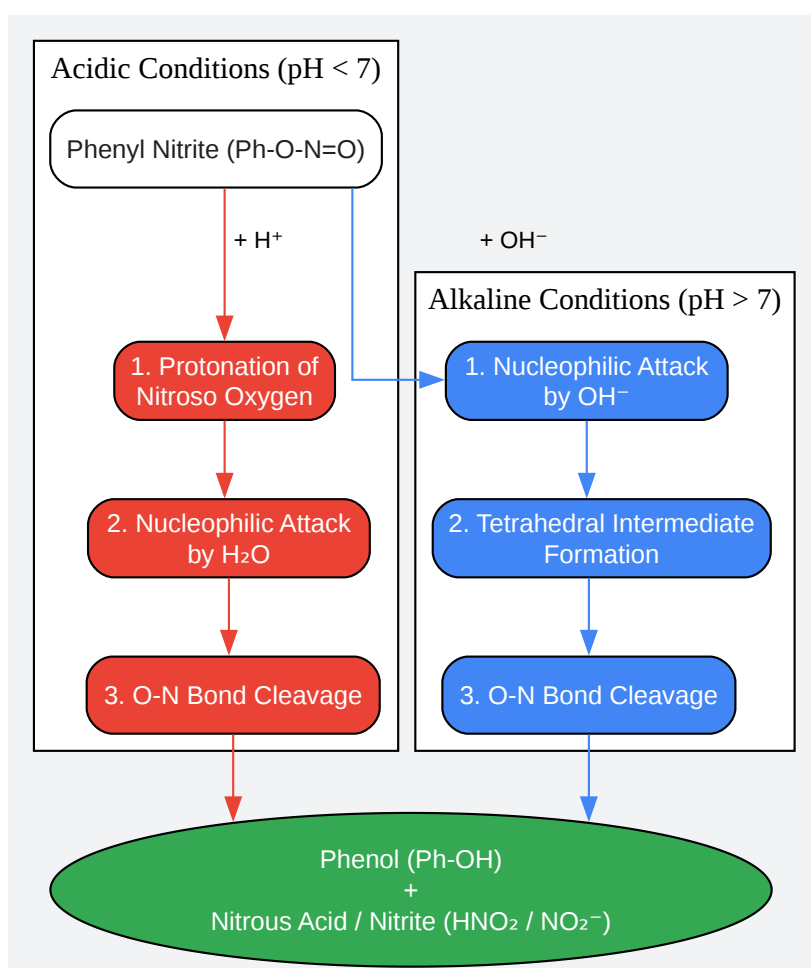 Acidic Conditions (pH < 7)
Phenyl Nitrite (Ph-O-N=O)
+ H⁺
+ OH⁻
Alkaline Conditions (pH > 7)
1. Protonation of
Nitroso Oxygen
1. Nucleophilic Attack
by OH⁻
2. Nucleophilic Attack
by H₂O
2. Tetrahedral Intermediate
Formation
3. O-N Bond Cleavage
3. O-N Bond Cleavage
Phenol (Ph-OH)
+
Nitrous Acid / Nitrite (HNO₂ / NO₂⁻)